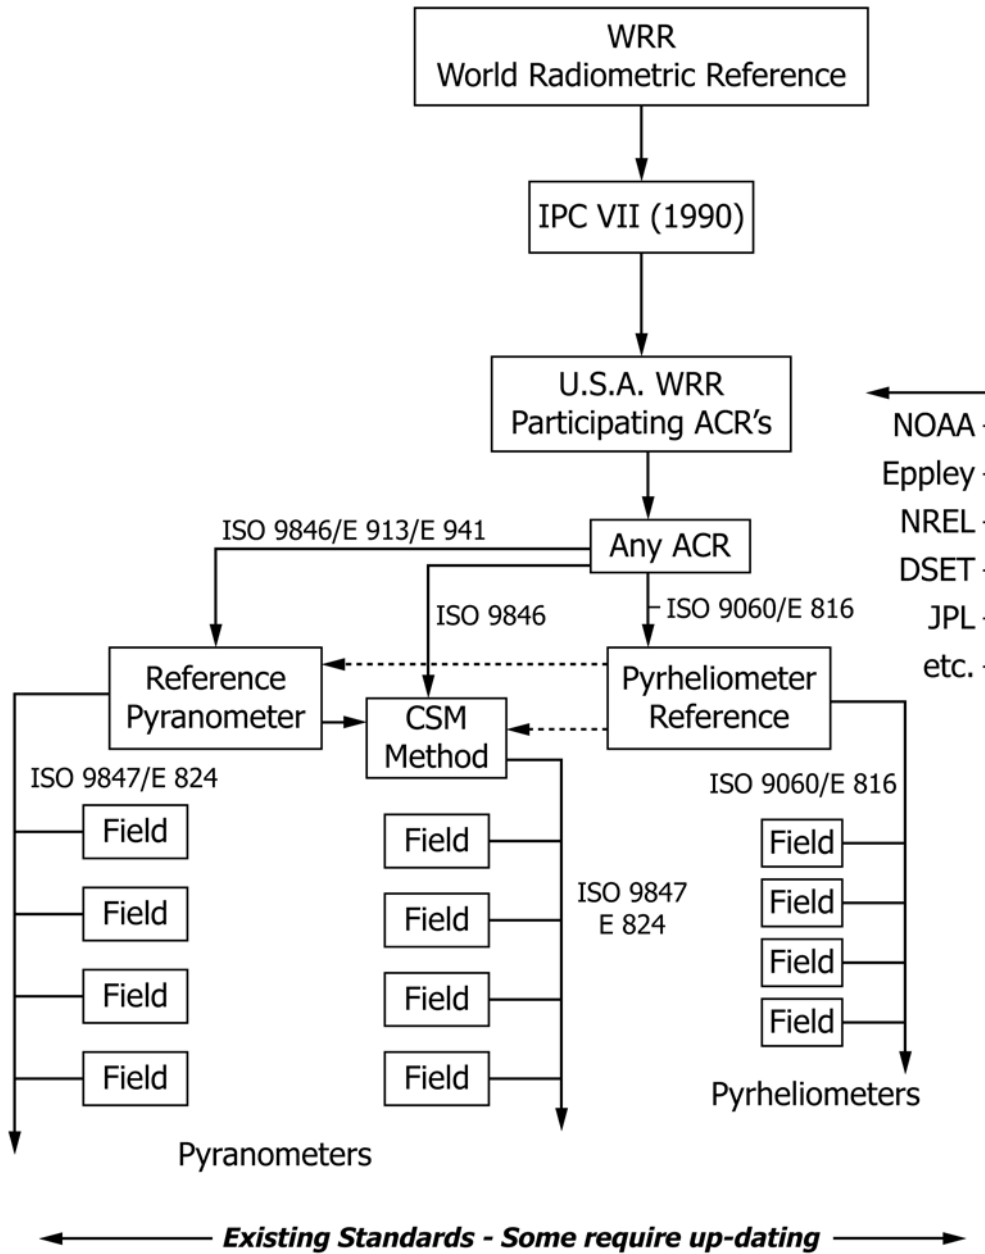 WRR
World Radiometric Reference
IPC VII (1990)
U.S.A. WRR
Participating ACR's
NOAA
Eppley
NREL
DSET
JPL
etc.
ISO 9846/E 913/E 941
Any ACR
ISO 9846
ISO 9060/E 816
Reference
Pyranometer
CSM
Method
Pyrheliometer
Reference
ISO 9847/E 824
ISO 9060/E 816
Field
Field
Field
Field
Field
Field
Field
Field
ISO 9847
E 824
Field
Field
Field
Field
Pyranometers
Pyrheliometers
Existing Standards - Some require up-dating